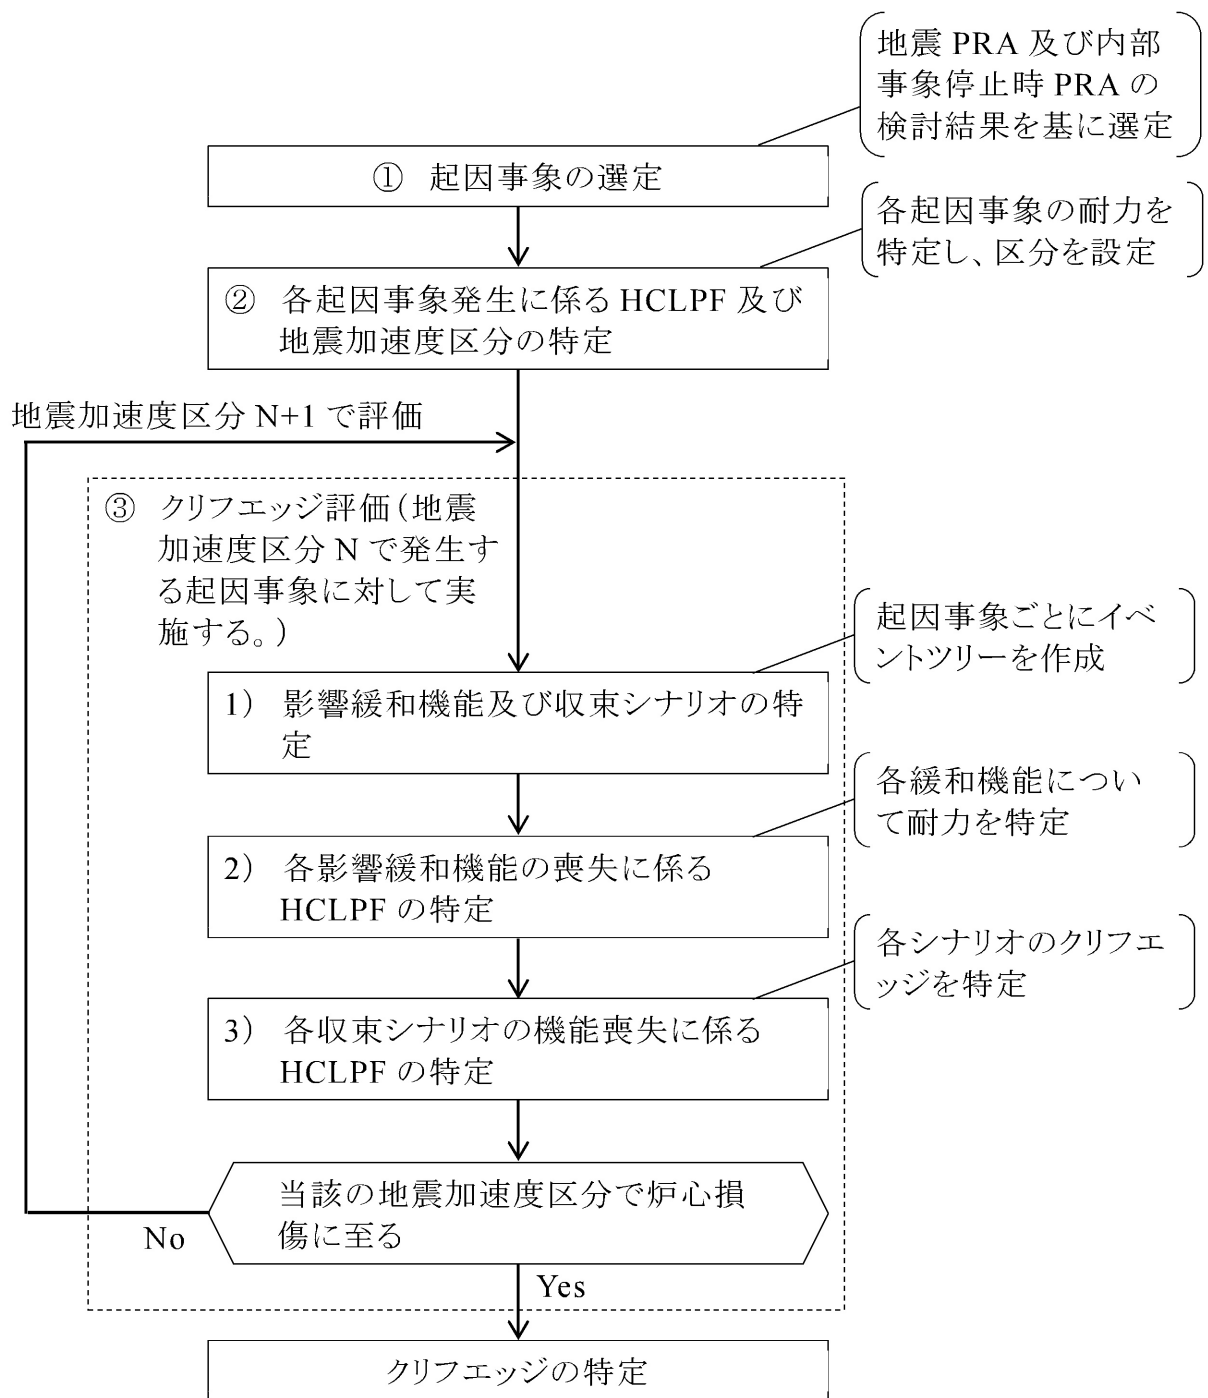 地震 PRA 及び内部
事象停止時 PRA の
検討結果を基に選定
① 起因事象の選定
各起因事象の耐力を
特定し、区分を設定
② 各起因事象発生に係る HCLPF 及び
地震加速度区分の特定
地震加速度区分 N+1 で評価
③ クリフエッジ評価(地震
加速度区分 N で発生す
る起因事象に対して実
施する。)
起因事象ごとにイベ
ントツリーを作成
1) 影響緩和機能及び収束シナリオの特
定
各緩和機能につい
て耐力を特定
2) 各影響緩和機能の喪失に係る
HCLPF の特定
各シナリオのクリフエ
ッジを特定
3) 各収束シナリオの機能喪失に係る
HCLPF の特定
当該の地震加速度区分で炉心損
傷に至る
No
Yes
クリフエッジの特定